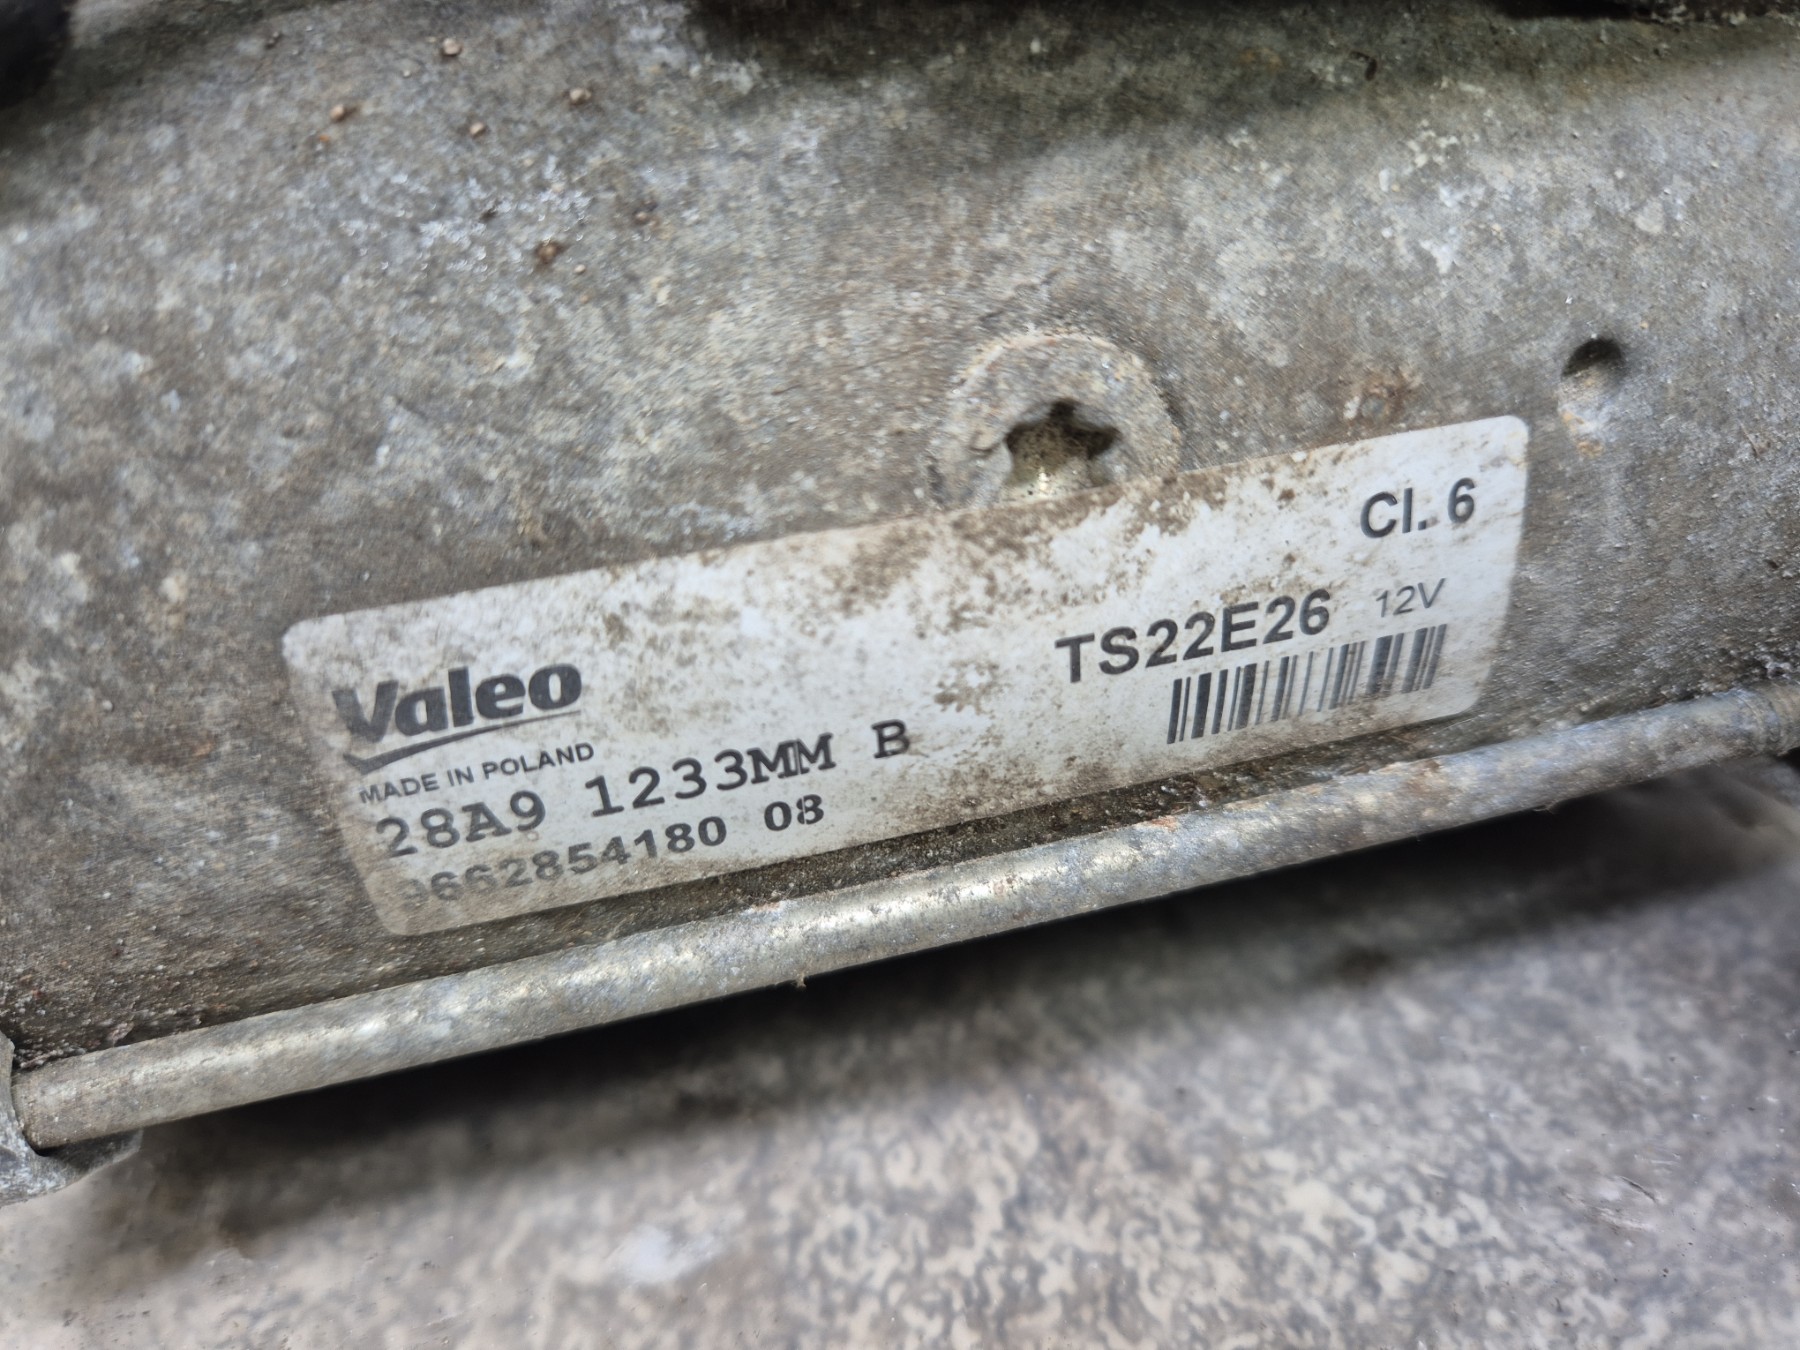 Cl. 6
TS22E26 12V
Valeo
MADE IN POLAND
28A9 1233MM B
9662854180 08